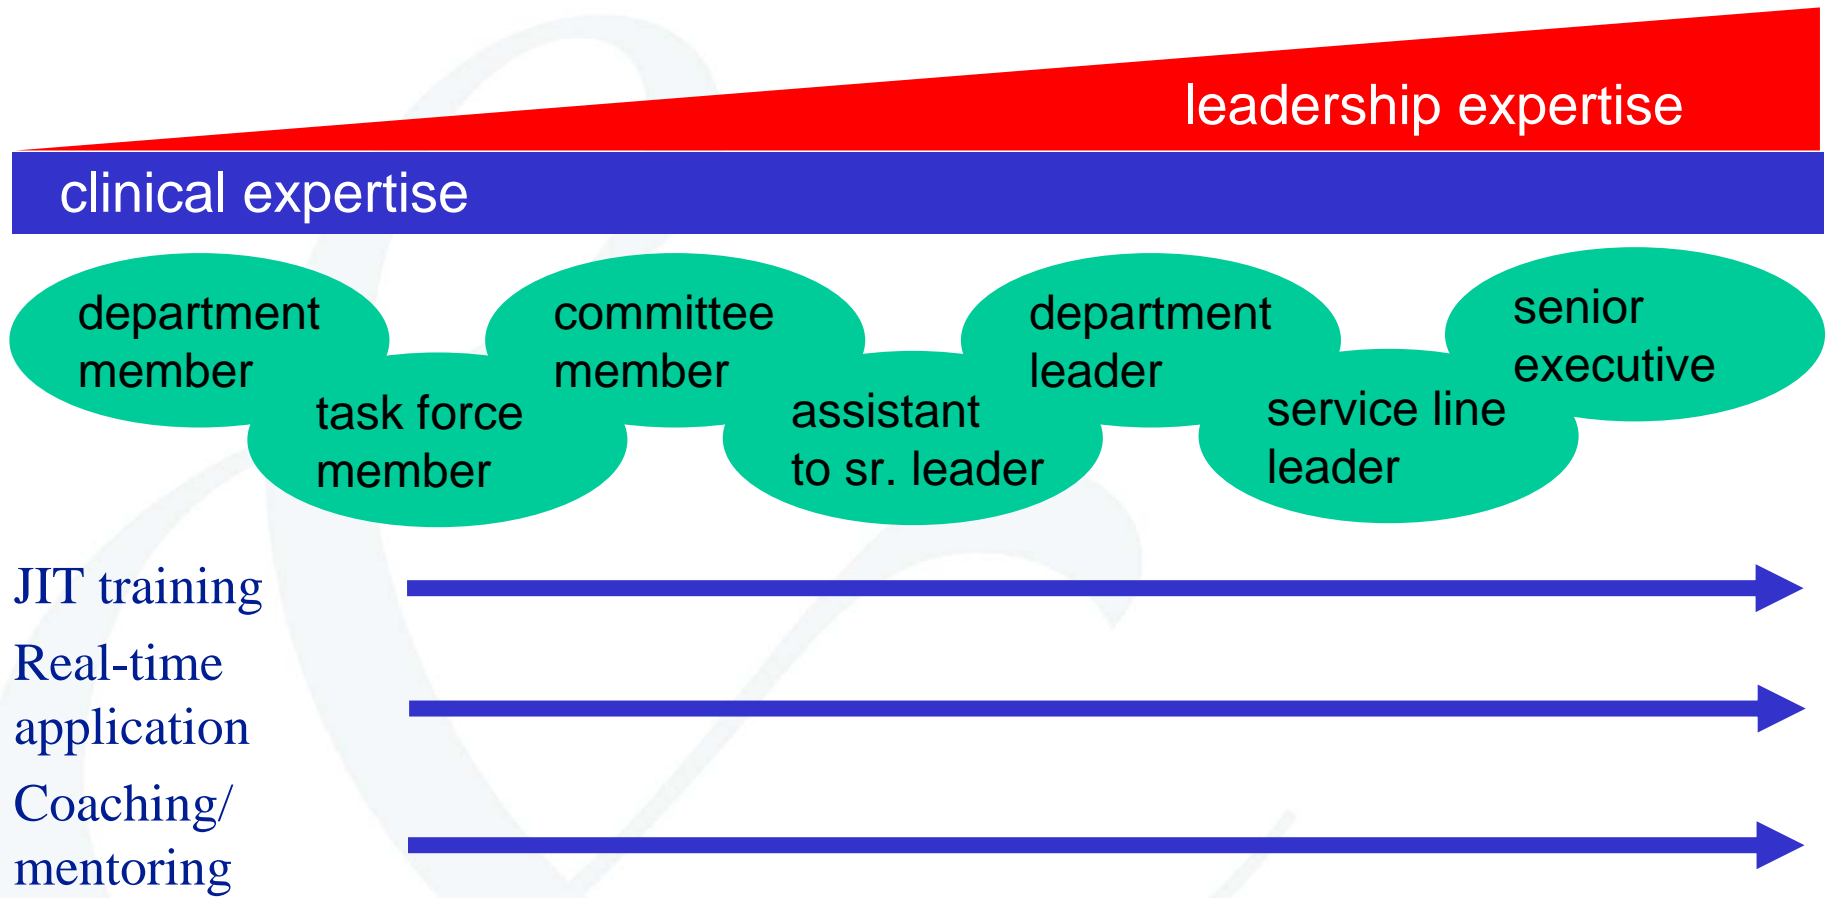 leadership expertise
clinical expertise
department
member
task force
member
committee
member
assistant
to sr. leader
department
leader
service line
leader
senior
executive
JIT training
Real-time
application
Coaching/
mentoring